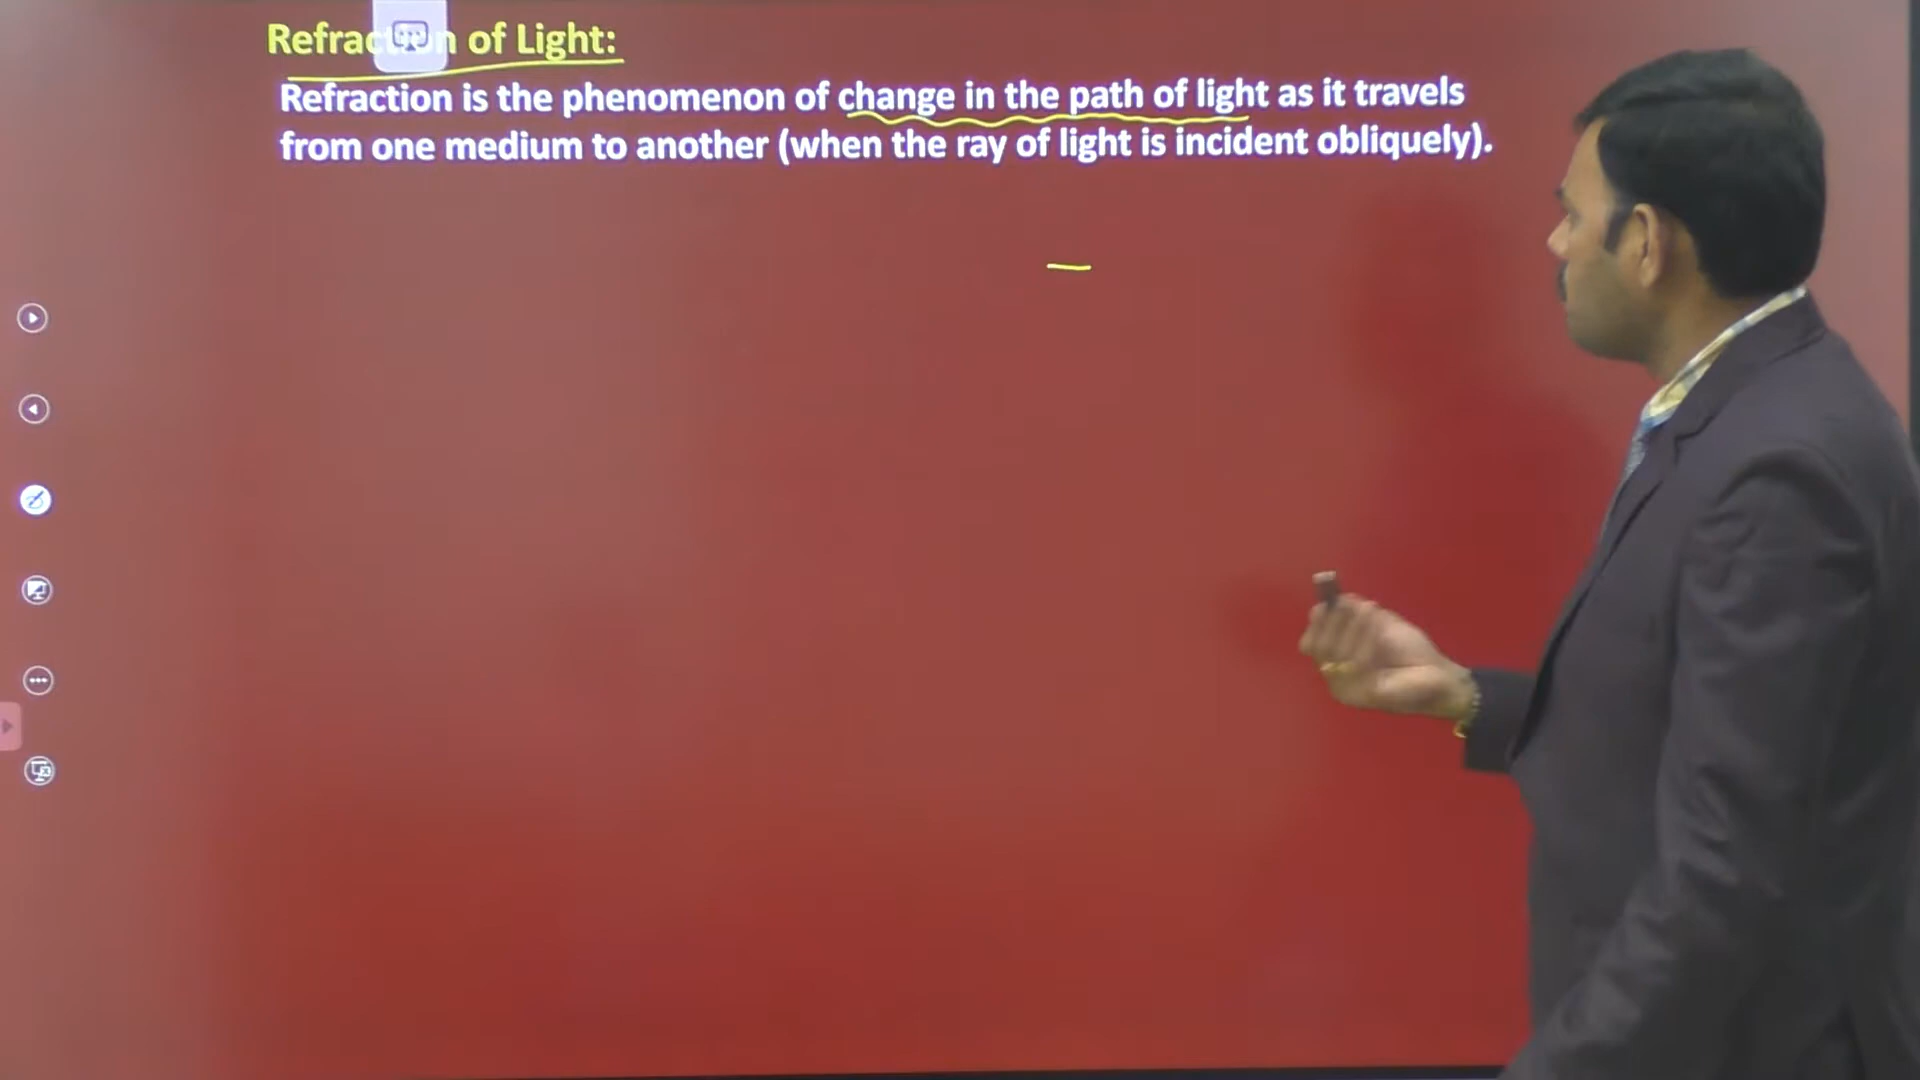 Refraction of Light:
Refraction is the phenomenon of change in the path of light as it travels
from one medium to another (when the ray of light is incident obliquely).